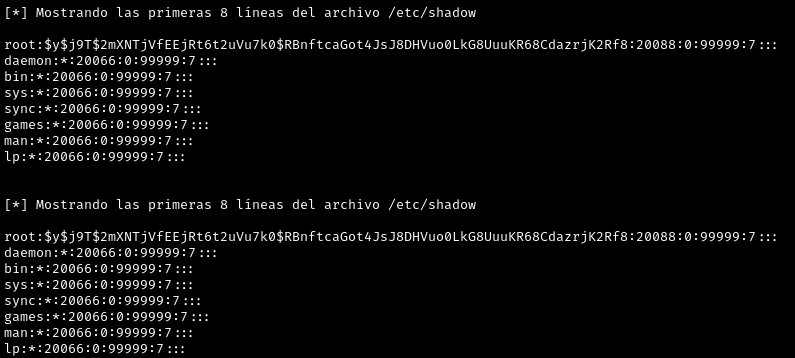 [*] Mostrando las primeras 8 líneas del archivo /etc/shadow
root:$y$j9T$2mXNTjVfEEjRt6t2uVu7k0$RBnftcaGot4JsJ8DHVuo0LkG8UuuKR68CdazrjK2Rf8:20088:0:99999:7:::
daemon:*:20066:0:99999:7:::
bin:*:20066:0:99999:7:::
sys:*:20066:0:99999:7:::
sync:*:20066:0:99999:7:::
games:*:20066:0:99999:7:::
man:*:20066:0:99999:7:::
lp:*:20066:0:99999:7:::
[*] Mostrando las primeras 8 líneas del archivo /etc/shadow
root:$y$j9T$2mXNTjVfEEjRt6t2uVu7k0$RBnftcaGot4JsJ8DHVuo0LkG8UuuKR68CdazrjK2Rf8:20088:0:99999:7:::
daemon:*:20066:0:99999:7:::
bin:*:20066:0:99999:7:::
sys:*:20066:0:99999:7:::
sync:*:20066:0:99999:7:::
games:*:20066:0:99999:7:::
man:*:20066:0:99999:7:::
lp:*:20066:0:99999:7:::